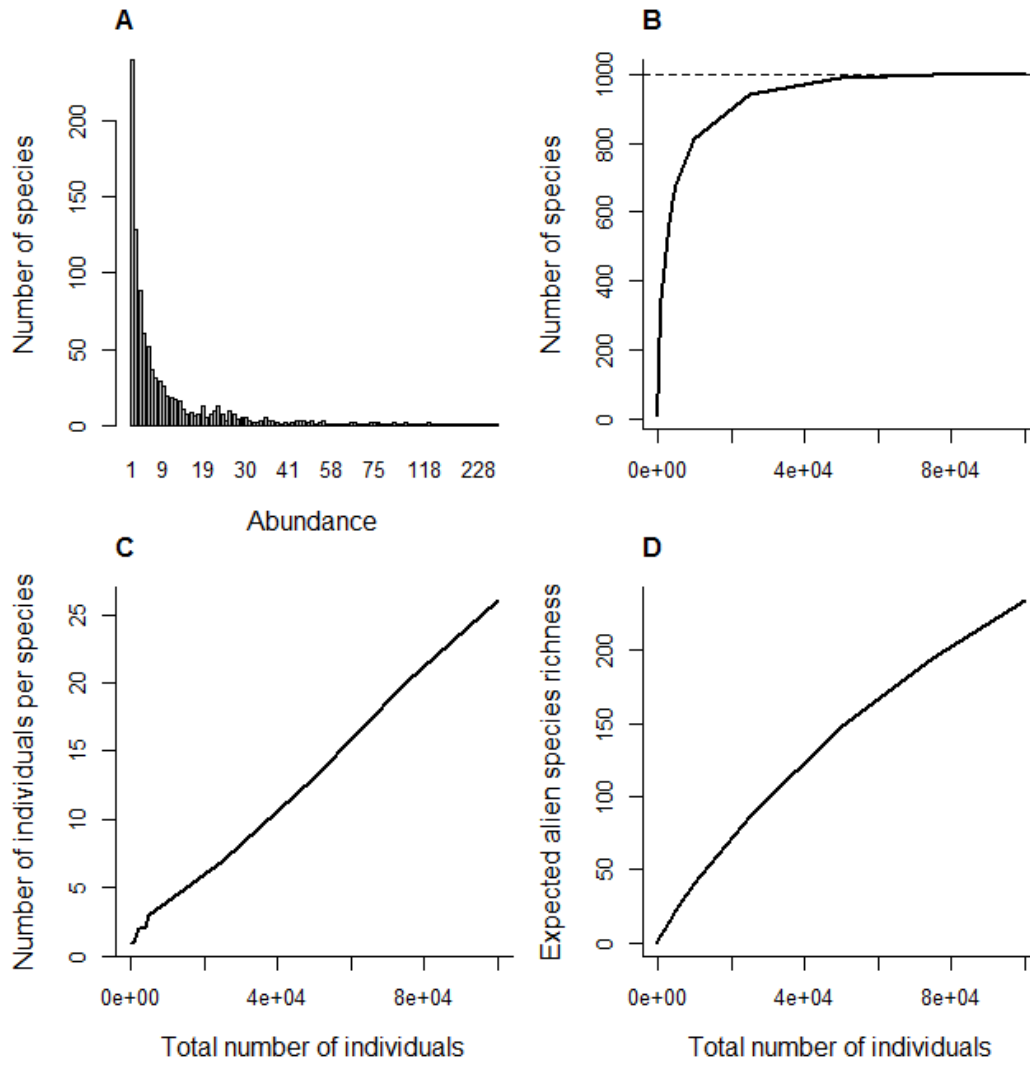 A
Number of species
0 50 100 150 200
1 9 19 30 41 58 75 118 228
Abundance
B
Number of species
0 200 400 600 800 1000
0e+00 4e+04 8e+04
C
Number of individuals per species
0 5 10 15 20 25
0e+00 4e+04 8e+04
Total number of individuals
D
Expected alien species richness
0 50 100 150 200
0e+00 4e+04 8e+04
Total number of individuals